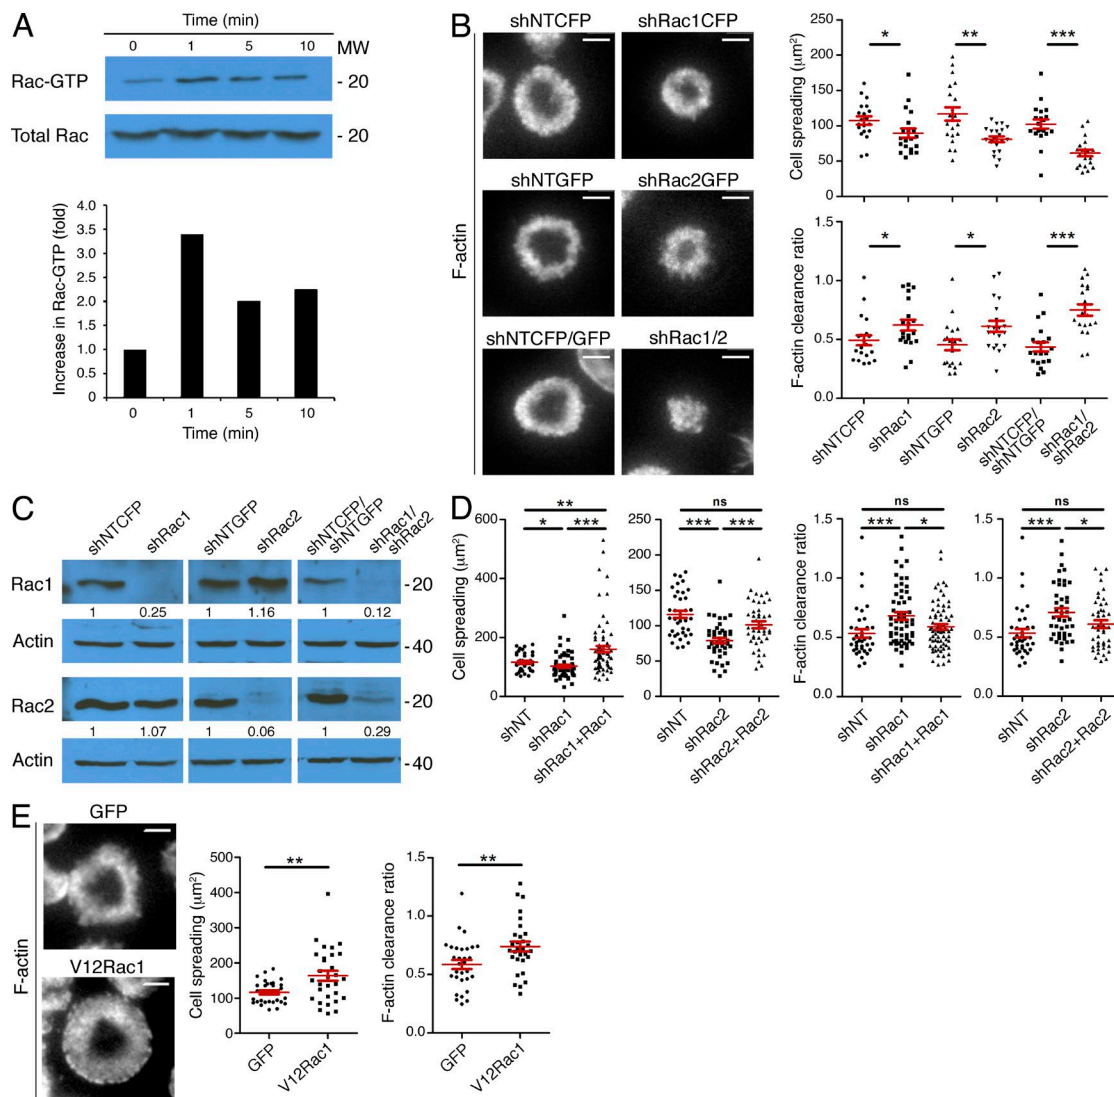 A
Time (min)
0 1 5 10 MW
Rac-GTP - 20
Total Rac - 20
Increase in Rac-GTP (fold)
4.0
3.5
3.0
2.5
2.0
1.5
1.0
0.5
0
0 1 5 10
Time (min)
B
F-actin
shNTCFP shRac1CFP
shNTGFP shRac2GFP
shNTCFP/GFP shRac1/2
Cell spreading (μm²)
250
200
150
100
50
0
* ** ***
F-actin clearance ratio
1.5
1.0
0.5
0.0
* * ***
shNTCFP
shRac1
shNTGFP
shRac2
shNTCFP/
shNTGFP
shRac1/
shRac2
C
shNTCFP
shRac1
shNTGFP
shRac2
shNTCFP/
shNTGFP
shRac1/
shRac2
Rac1 -20
1 0.25 1 1.16 1 0.12
Actin -40
Rac2 -20
1 1.07 1 0.06 1 0.29
Actin -40
D
Cell spreading (μm²)
600
400
200
0
**
* ***
shNT
shRac1
shRac1+Rac1
250
200
150
100
50
0
ns
*** ***
shNT
shRac2
shRac2+Rac2
F-actin clearance ratio
1.5
1.0
0.5
0.0
ns
*** *
shNT
shRac1
shRac1+Rac1
1.5
1.0
0.5
0.0
ns
*** *
shNT
shRac2
shRac2+Rac2
E
F-actin
GFP
V12Rac1
Cell spreading (μm²)
500
400
300
200
100
0
**
GFP
V12Rac1
F-actin clearance ratio
1.5
1.0
0.5
0.0
**
GFP
V12Rac1